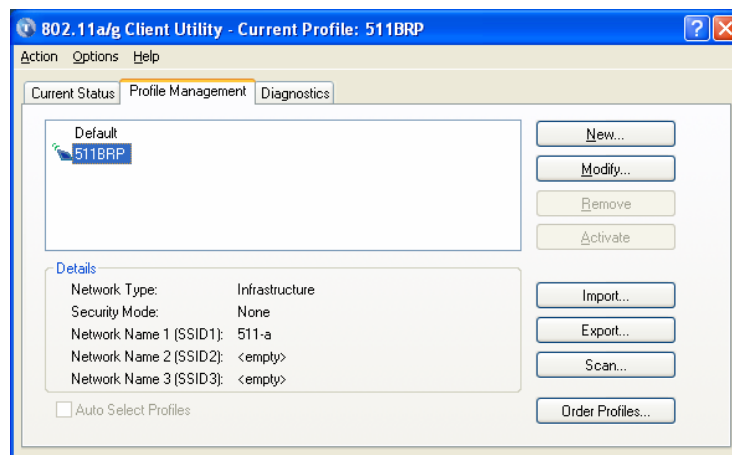 802.11a/g Client Utility - Current Profile: 511BRP
Action Options Help
Current Status Profile Management Diagnostics
Default
511BRP
New...
Modify...
Remove
Activate
Details
Network Type: Infrastructure
Security Mode: None
Network Name 1 (SSID1): 511-a
Network Name 2 (SSID2): <empty>
Network Name 3 (SSID3): <empty>
Import...
Export...
Scan...
Auto Select Profiles
Order Profiles...